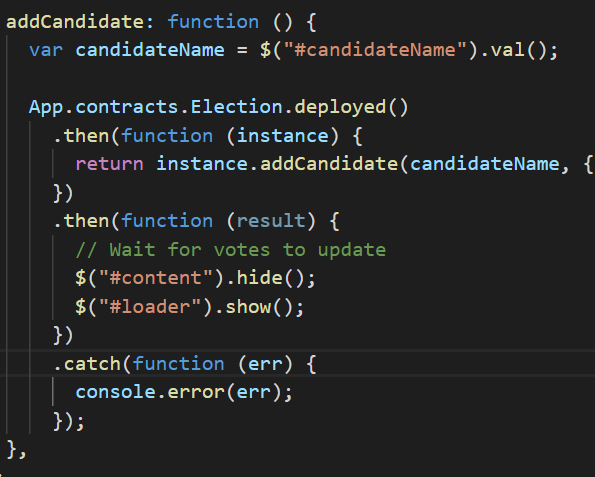 addCandidate: function () {
var candidateName = $("#candidateName").val();
App.contracts.Election.deployed()
.then(function (instance) {
return instance.addCandidate(candidateName, {
})
.then(function (result) {
// Wait for votes to update
$("#content").hide();
$("#loader").show();
})
.catch(function (err) {
console.error(err);
});
},